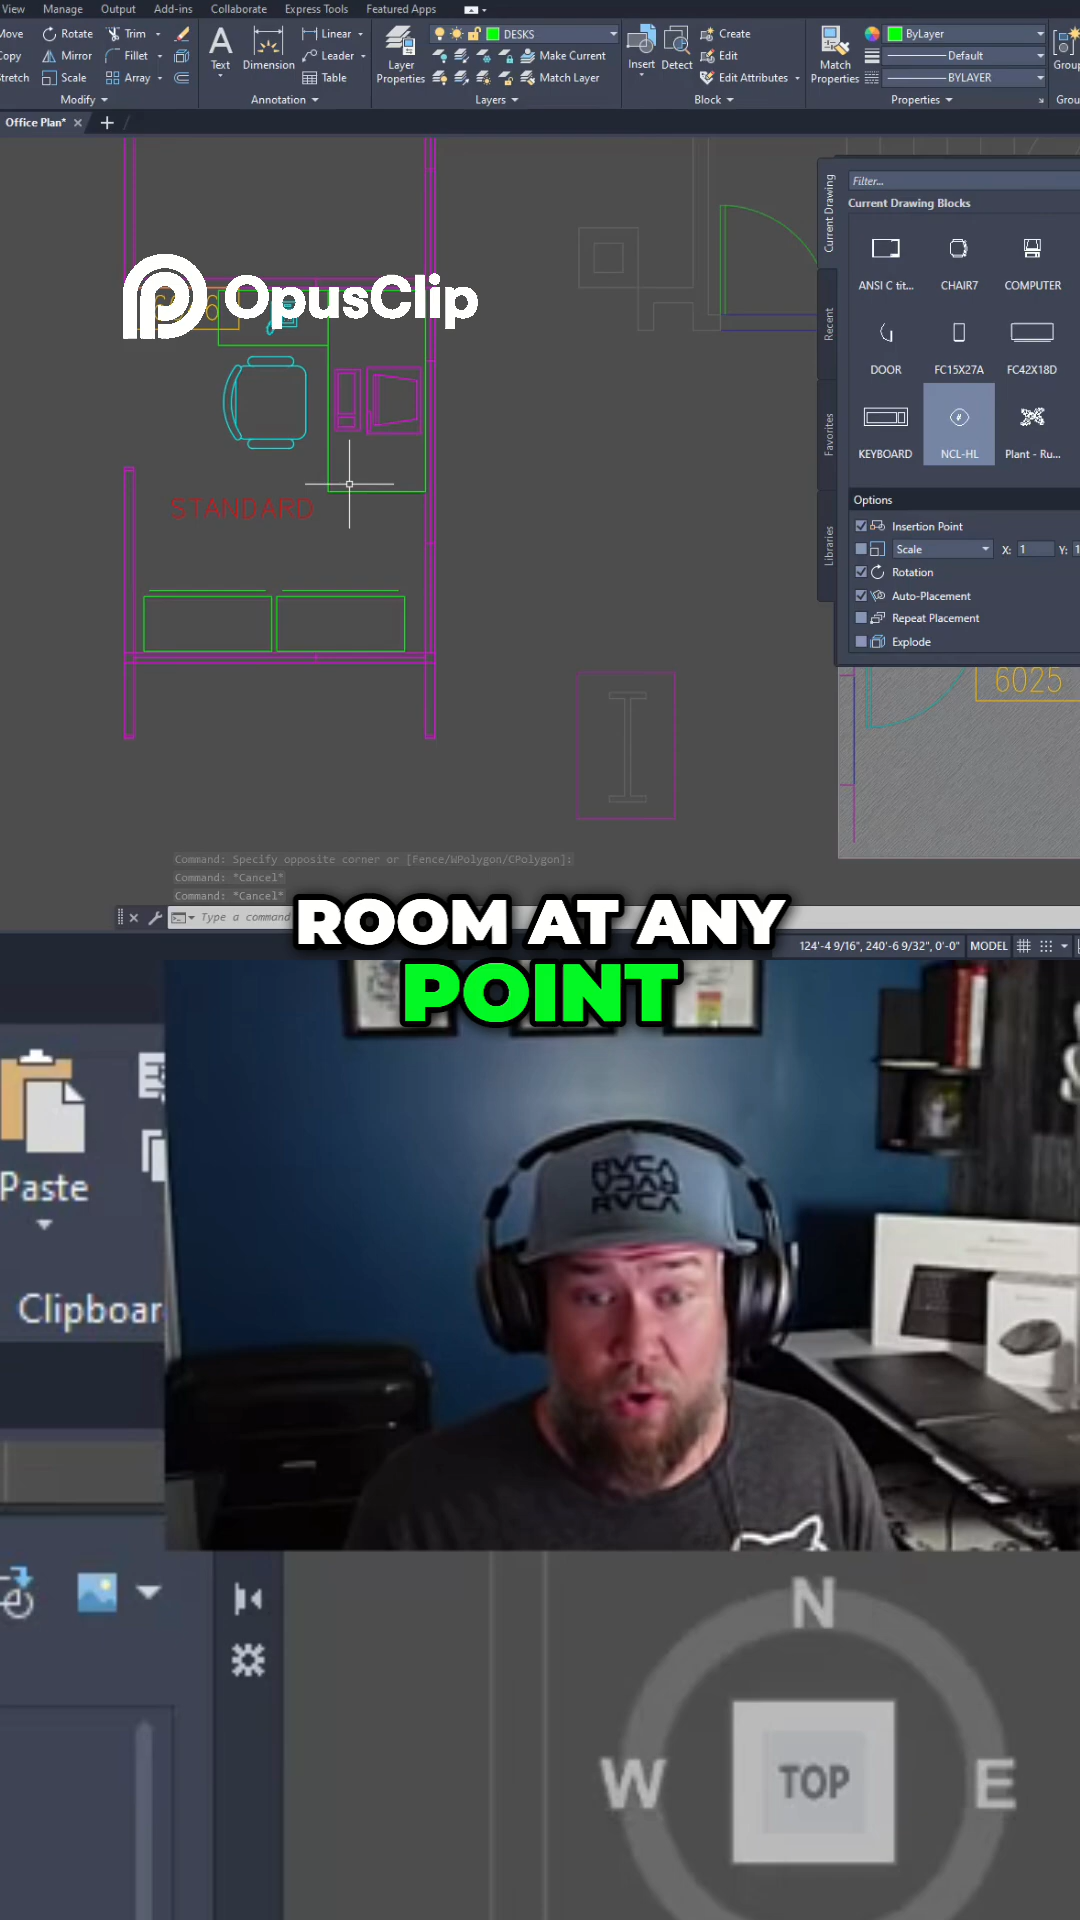 View Manage Output Add-ins Collaborate Express Tools Featured Apps
Move Rotate Trim
Copy Mirror Fillet
Stretch Scale Array
Modify
Text Dimension
Linear
Leader
Table
Annotation
Layer Properties
DESKS
Make Current
Match Layer
Layers
Insert Detect
Create
Edit
Edit Attributes
Block
Match Properties
ByLayer
Default
BYLAYER
Properties
Group
Office Plan*
OpusClip
STANDARD
Current Drawing
Recent
Favorites
Libraries
Filter...
Current Drawing Blocks
ANSI C tit... CHAIR7 COMPUTER
DOOR FC15X27A FC42X18D
KEYBOARD NCL-HL Plant - Ru...
Options
Insertion Point
Scale X: 1 Y: 1
Rotation
Auto-Placement
Repeat Placement
Explode
6025
Command: Specify opposite corner or [Fence/WPolygon/CPolygon]:
Command: *Cancel*
Command: *Cancel*
Type a command
124'-4 9/16", 240'-6 9/32", 0'-0" MODEL
ROOM AT ANY
POINT
Paste
Clipboar
RVCA
RVCA
N
W TOP E